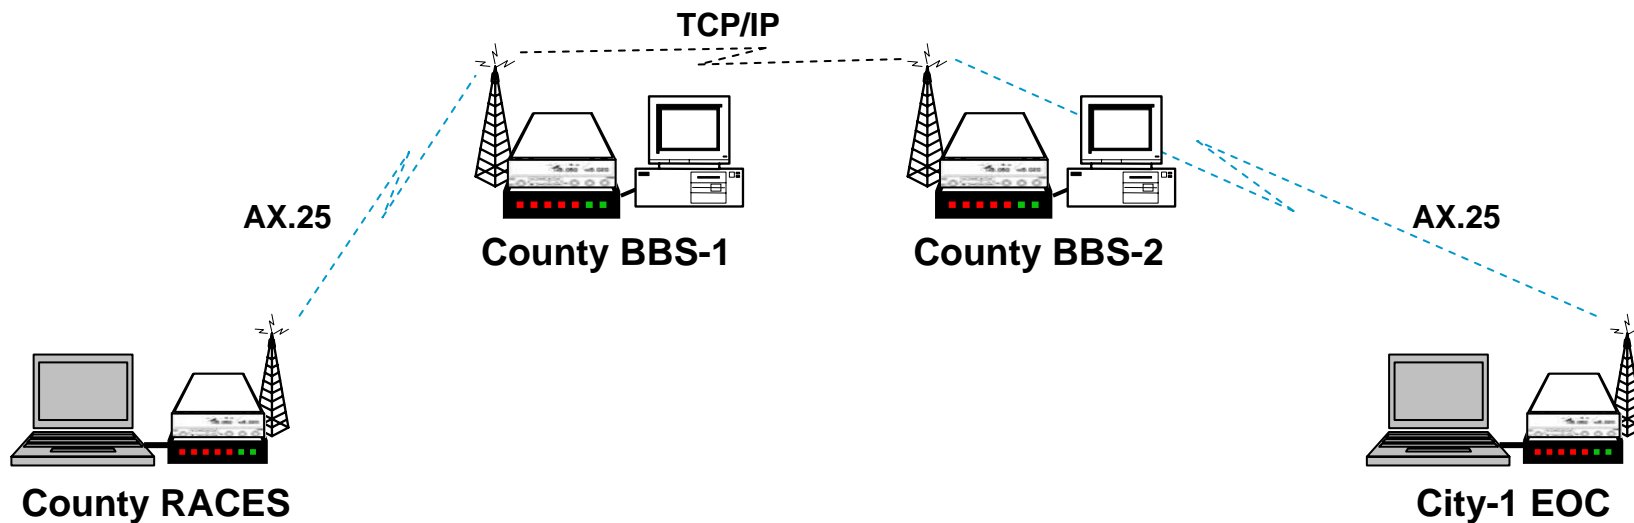 TCP/IP
AX.25
AX.25
County BBS-1
County BBS-2
County RACES
City-1 EOC